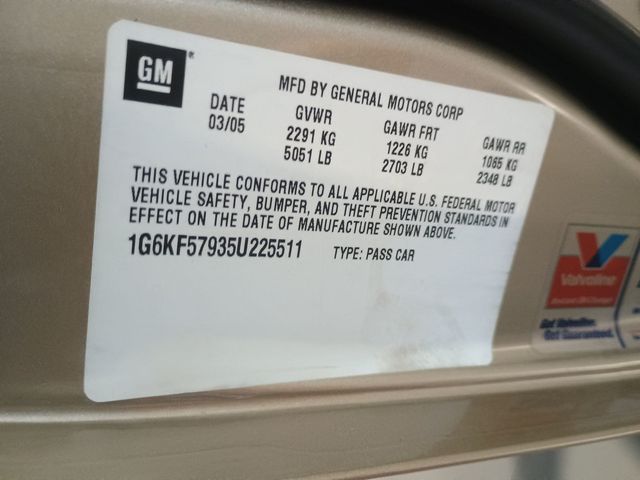 GM
MFD BY GENERAL MOTORS CORP
DATE GVWR GAWR FRT GAWR RR
03/05 2291 KG 1226 KG 1065 KG
5051 LB 2703 LB 2348 LB
THIS VEHICLE CONFORMS TO ALL APPLICABLE U.S. FEDERAL MOTOR
VEHICLE SAFETY, BUMPER, AND THEFT PREVENTION STANDARDS IN
EFFECT ON THE DATE OF MANUFACTURE SHOWN ABOVE.
1G6KF57935U225511 TYPE: PASS CAR
Valvoline
Get Valvoline.
Get Guaranteed.